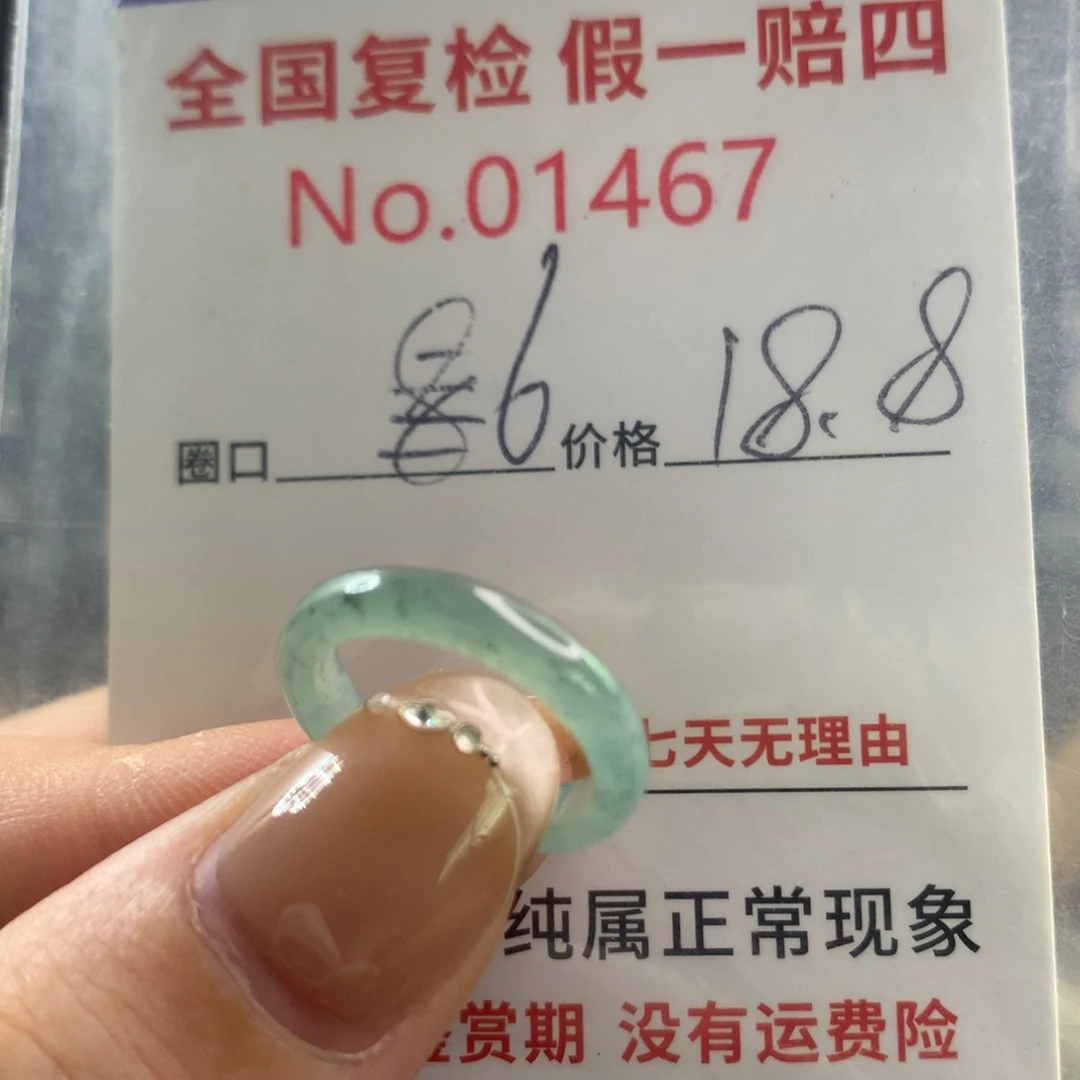 全国复检 假一赔四
No.01467
圈口 6 价格 18.8
七天无理由
纯属正常现象
鉴赏期 没有运费险